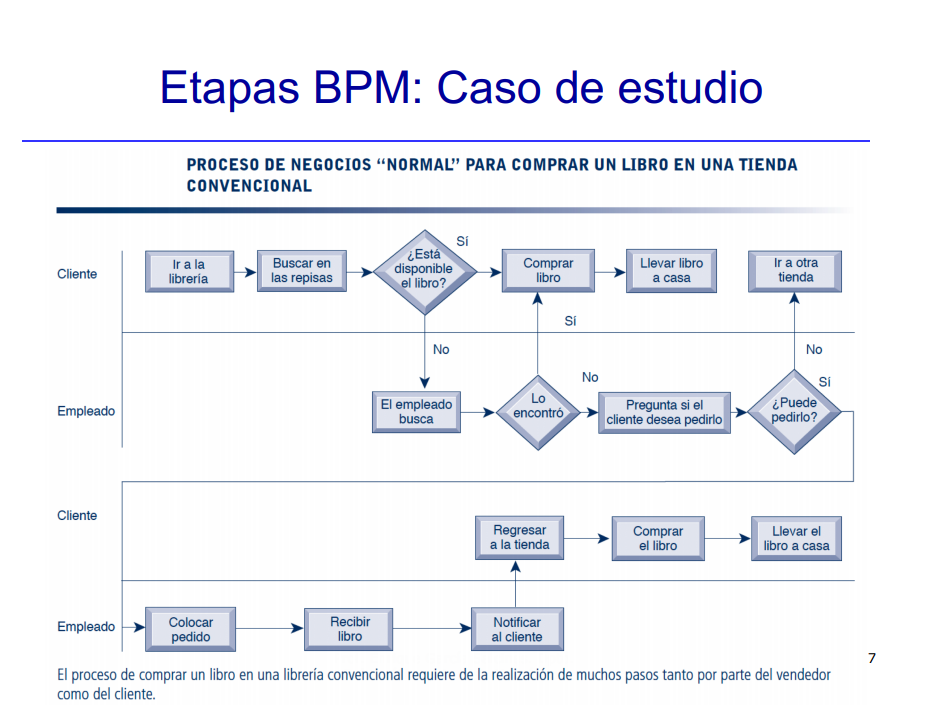 Etapas BPM: Caso de estudio
PROCESO DE NEGOCIOS “NORMAL” PARA COMPRAR UN LIBRO EN UNA TIENDA
CONVENCIONAL
Cliente
Ir a la
librería
Buscar en
las repisas
¿Está
disponible
el libro?
Sí
Comprar
libro
Llevar libro
a casa
Ir a otra
tienda
No
Sí
No
Empleado
El empleado
busca
Lo
encontró
No
Pregunta si el
cliente desea pedirlo
¿Puede
pedirlo?
Sí
Cliente
Regresar
a la tienda
Comprar
el libro
Llevar el
libro a casa
Empleado
Colocar
pedido
Recibir
libro
Notificar
al cliente
7
El proceso de comprar un libro en una librería convencional requiere de la realización de muchos pasos tanto por parte del vendedor
como del cliente.